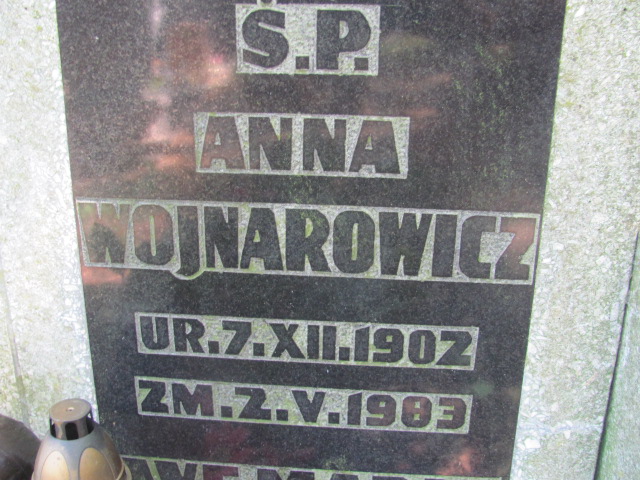 Ś.P.
ANNA
WOJNAROWICZ
UR.7.XII.1902
ZM.2.V.1983